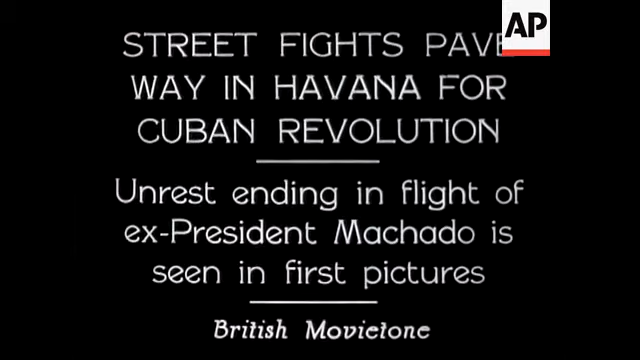 AP
STREET FIGHTS PAVE
WAY IN HAVANA FOR
CUBAN REVOLUTION
Unrest ending in flight of
ex-President Machado is
seen in first pictures
British Movietone